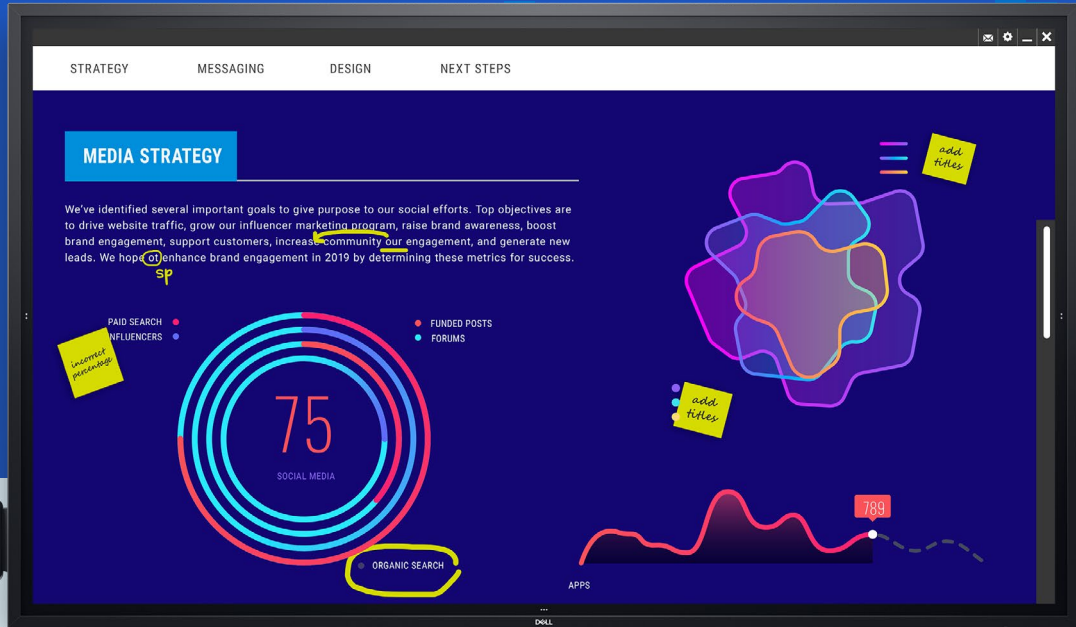 STRATEGY MESSAGING DESIGN NEXT STEPS
MEDIA STRATEGY
We've identified several important goals to give purpose to our social efforts. Top objectives are
to drive website traffic, grow our influencer marketing program, raise brand awareness, boost
brand engagement, support customers, increase community our engagement, and generate new
leads. We hope ot enhance brand engagement in 2019 by determining these metrics for success.
sp
add
titles
PAID SEARCH
NFLUENCERS
FUNDED POSTS
FORUMS
incorrect
percentage
75
SOCIAL MEDIA
ORGANIC SEARCH
add
titles
789
APPS
DELL